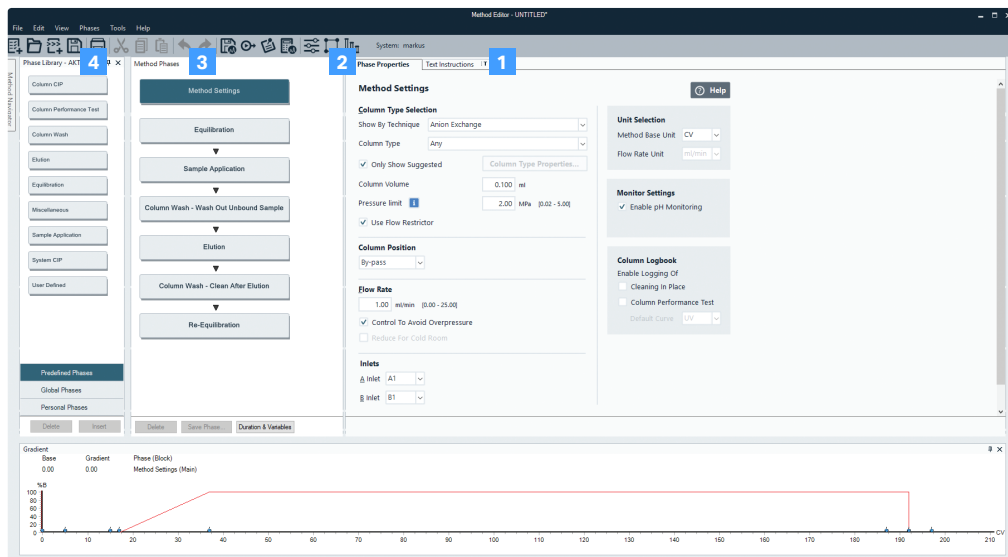 Method Editor - UNTITLED*
File Edit View Phases Tools Help
System: markus
4 3 2 1
Method Navigator
Phase Library - AKT
Column CIP
Column Performance Test
Column Wash
Elution
Equilibration
Miscellaneous
Sample Application
System CIP
User Defined
Predefined Phases
Global Phases
Personal Phases
Delete Insert
Method Phases
Method Settings
Equilibration
Sample Application
Column Wash - Wash Out Unbound Sample
Elution
Column Wash - Clean After Elution
Re-Equilibration
Delete Save Phase... Duration & Variables
Phase Properties Text Instructions
Method Settings
Help
Column Type Selection
Show By Technique Anion Exchange
Column Type Any
Only Show Suggested Column Type Properties...
Column Volume 0.100 ml
Pressure limit i 2.00 MPa [0.02 - 5.00]
Use Flow Restrictor
Column Position
By-pass
Flow Rate
1.00 ml/min [0.00 - 25.00]
Control To Avoid Overpressure
Reduce For Cold Room
Inlets
A Inlet A1
B Inlet B1
Unit Selection
Method Base Unit CV
Flow Rate Unit ml/min
Monitor Settings
Enable pH Monitoring
Column Logbook
Enable Logging Of
Cleaning In Place
Column Performance Test
Default Curve UV
Gradient
Base Gradient Phase (Block)
0.00 0.00 Method Settings (Main)
%B
100
80
60
40
20
0
0 10 20 30 40 50 60 70 80 90 100 110 120 130 140 150 160 170 180 190 200 210
CV